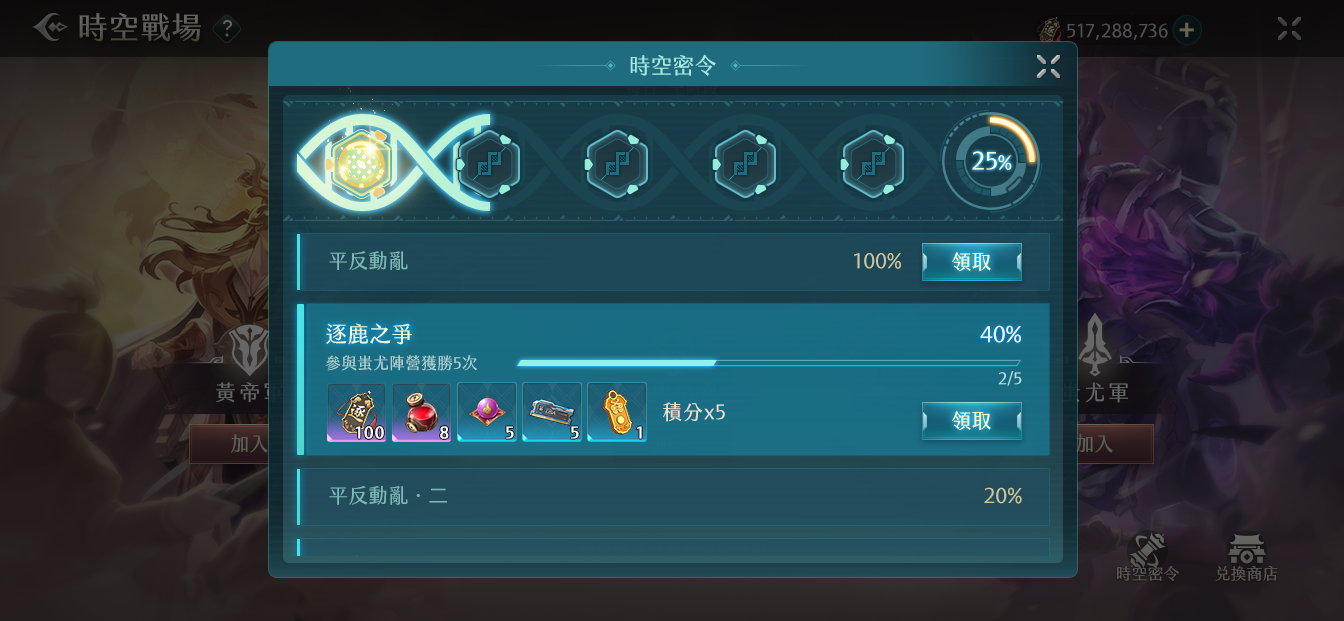 時空戰場 ?
517,288,736
時空密令
25%
平反動亂
100%
領取
逐鹿之爭
40%
參與蚩尤陣營獲勝5次
2/5
100
8
5
5
1
積分x5
領取
平反動亂·二
20%
黃帝軍
尤軍
加入
加入
時空密令
兌換商店